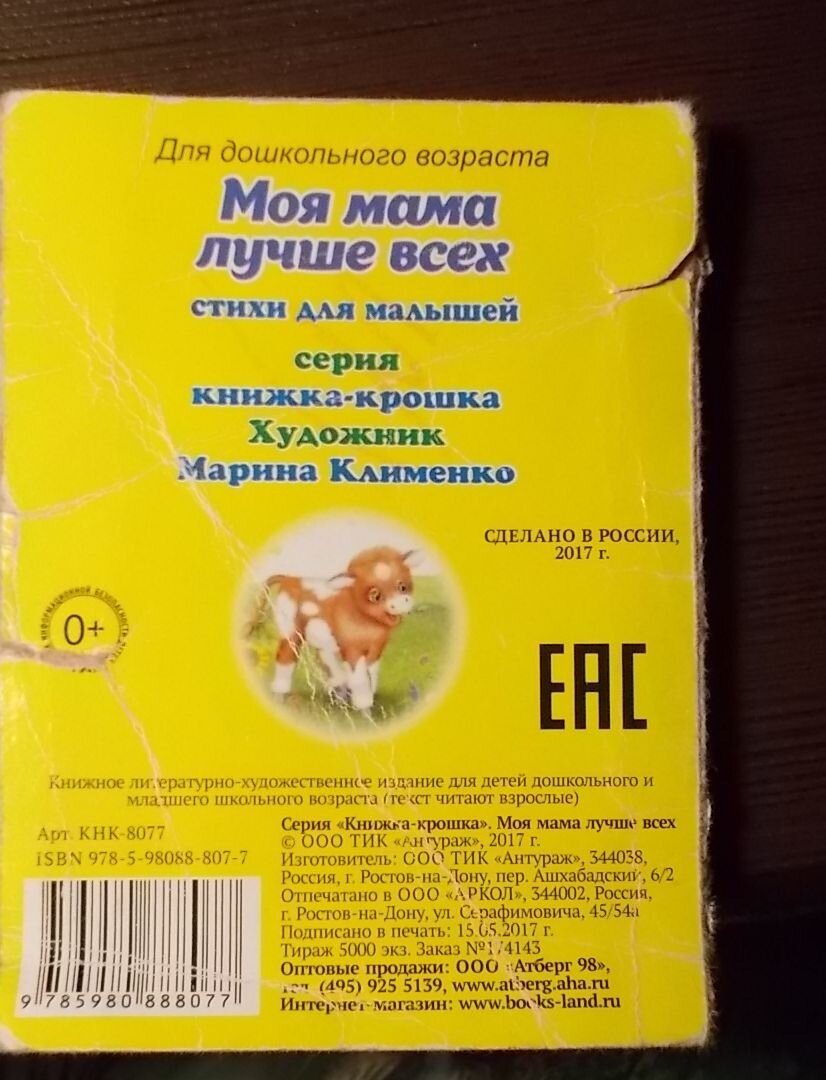 Для дошкольного возраста
Моя мама
лучше всех
стихи для малышей
серия
книжка-крошка
Художник
Марина Клименко
СДЕЛАНО В РОССИИ,
2017 г.
ИНФОРМАЦИОННОЙ БЕЗОПАСНОСТЬ
0+
ЕАС
Книжное литературно-художественное издание для детей дошкольного и
младшего школьного возраста (текст читают взрослые)
Арт. КНК-8077
ISBN 978-5-98088-807-7
9 785980 888077
Серия «Книжка-крошка». Моя мама лучше всех
© ООО ТИК «Антураж», 2017 г.
Изготовитель: ООО ТИК «Антураж», 344038,
Россия, г. Ростов-на-Дону, пер. Ашхабадский, 6/2
Отпечатано в ООО «АРКОЛ», 344002, Россия,
г. Ростов-на-Дону, ул. Серафимовича, 45/54а
Подписано в печать: 15.05.2017 г.
Тираж 5000 экз. Заказ №174143
Оптовые продажи: ООО «Атберг 98»,
тел. (495) 925 5139, www.atberg.aha.ru
Интернет-магазин: www.books-land.ru